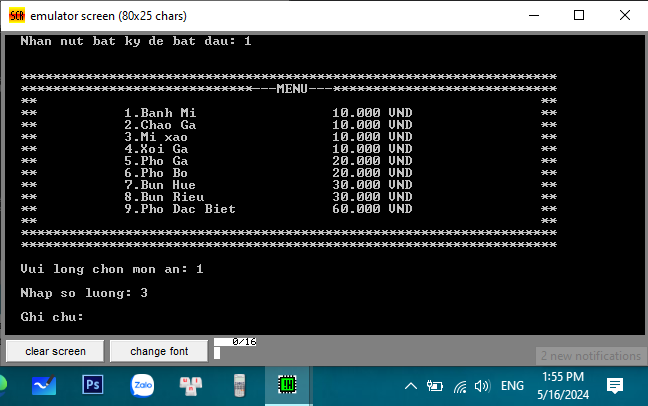 emulator screen (80x25 chars)
Nhan nut bat ky de bat dau: 1
*******************************************************************
*****************************---MENU---****************************
** **
** 1.Banh Mi 10.000 VND **
** 2.Chao Ga 10.000 VND **
** 3.Mi xao 10.000 VND **
** 4.Xoi Ga 10.000 VND **
** 5.Pho Ga 20.000 VND **
** 6.Pho Bo 20.000 VND **
** 7.Bun Hue 30.000 VND **
** 8.Bun Rieu 30.000 VND **
** 9.Pho Dac Biet 60.000 VND **
** **
*******************************************************************
*******************************************************************
Vui long chon mon an: 1
Nhap so luong: 3
Ghi chu:
clear screen change font 0/16
2 new notifications
Ps Zalo ENG 1:55 PM
5/16/2024